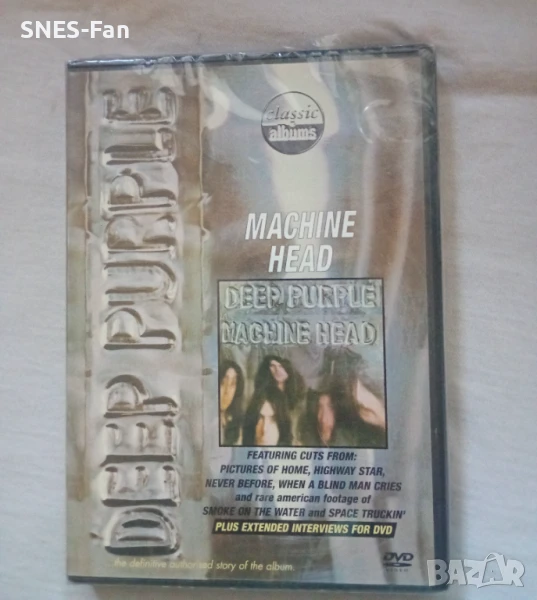 SNES-Fan
classic
albums
DEEP PURPLE
MACHINE
HEAD
DEEP PURPLE
MACHINE HEAD
FEATURING CUTS FROM:
PICTURES OF HOME, HIGHWAY STAR,
NEVER BEFORE, WHEN A BLIND MAN CRIES
and rare american footage of
SMOKE ON THE WATER and SPACE TRUCKIN'
PLUS EXTENDED INTERVIEWS FOR DVD
the definitive authorised story of the album.
DVD
BAZAR